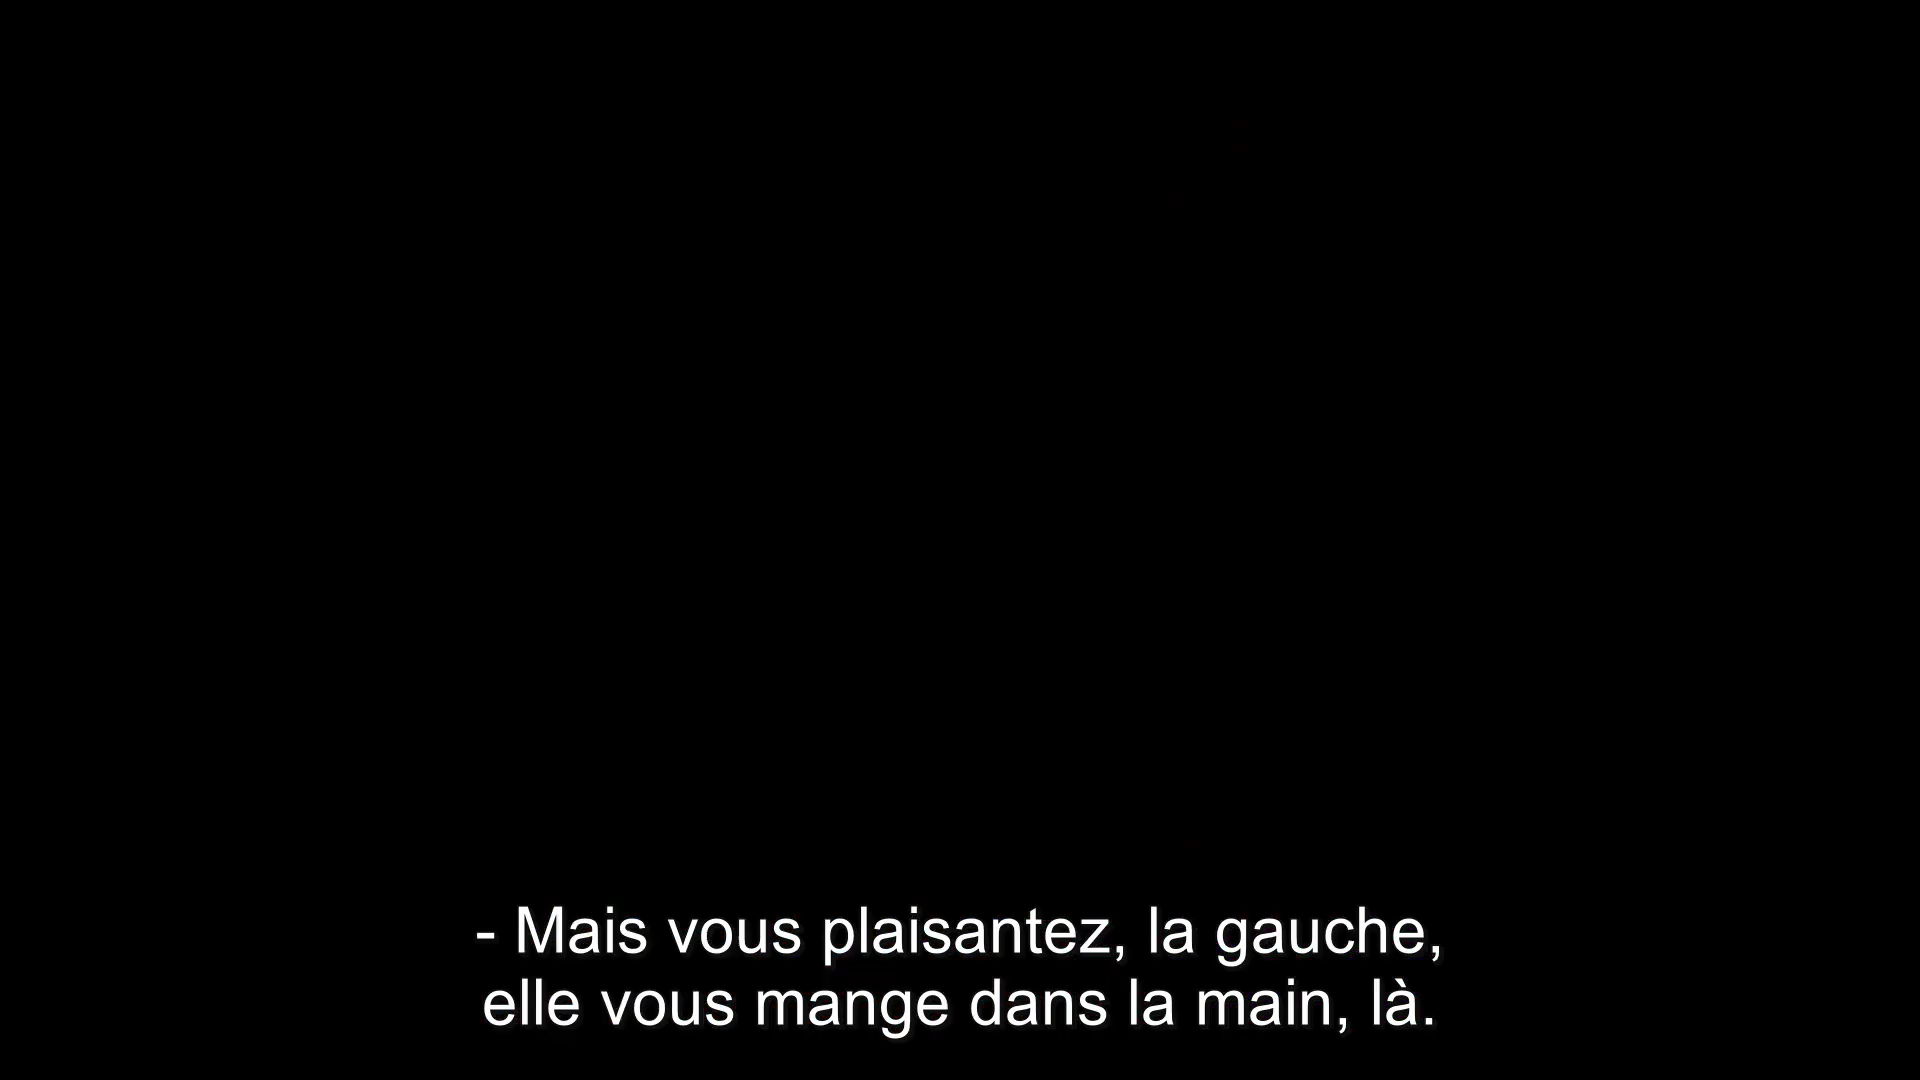 - Mais vous plaisantez, la gauche,
elle vous mange dans la main, là.